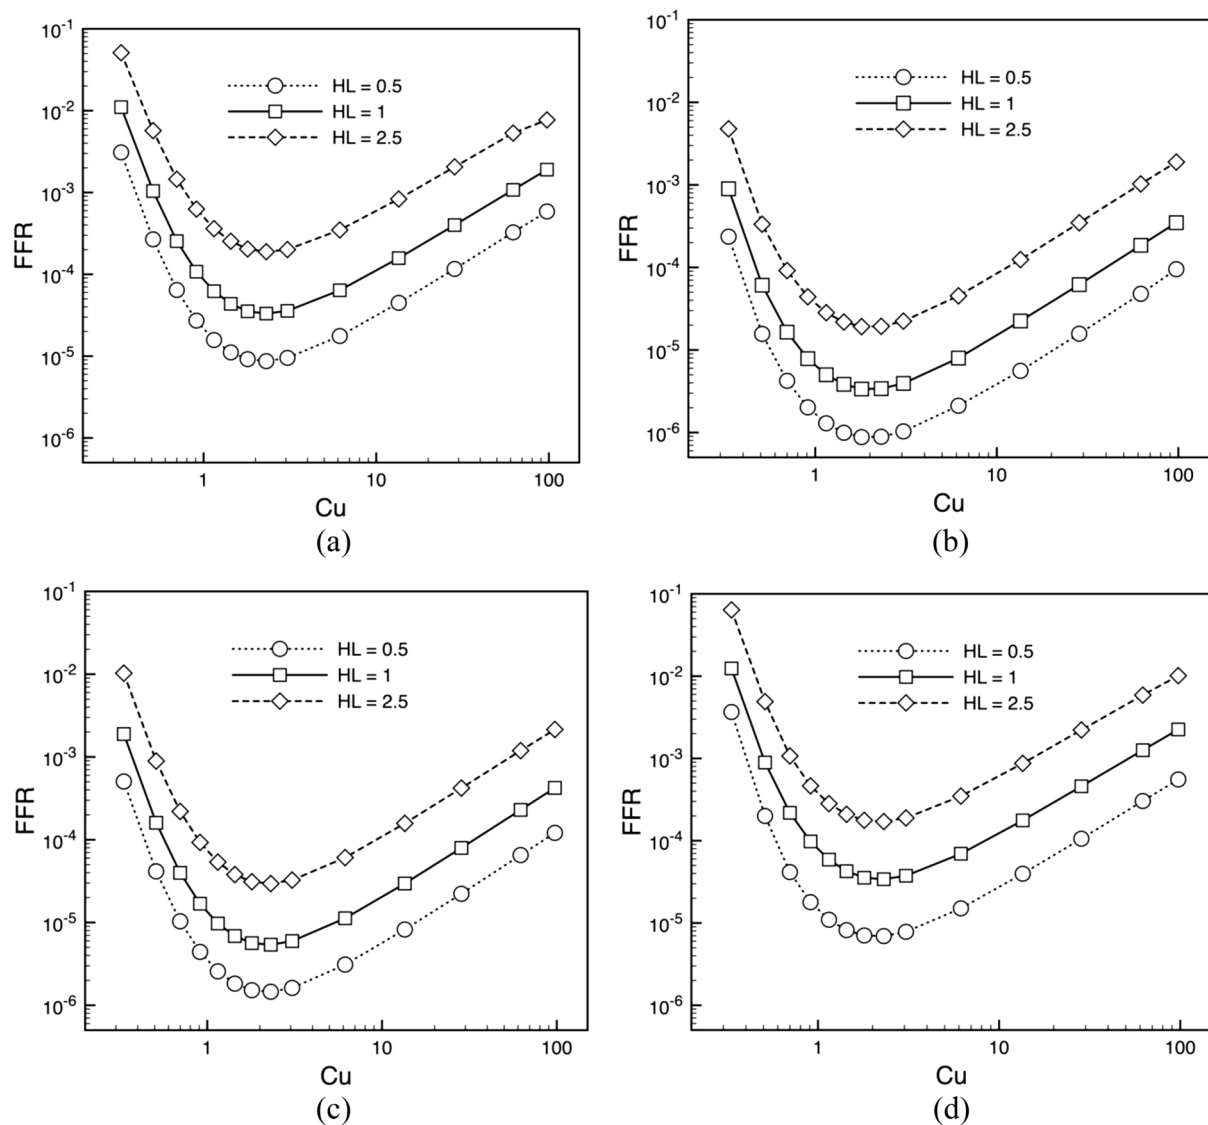 10^-1
10^-2
10^-3
10^-4
10^-5
10^-6
FFR
HL = 0.5
HL = 1
HL = 2.5
1 10 100
Cu
(a)
10^-1
10^-2
10^-3
10^-4
10^-5
10^-6
FFR
HL = 0.5
HL = 1
HL = 2.5
1 10 100
Cu
(b)
10^-1
10^-2
10^-3
10^-4
10^-5
10^-6
FFR
HL = 0.5
HL = 1
HL = 2.5
1 10 100
Cu
(c)
10^-1
10^-2
10^-3
10^-4
10^-5
10^-6
FFR
HL = 0.5
HL = 1
HL = 2.5
1 10 100
Cu
(d)